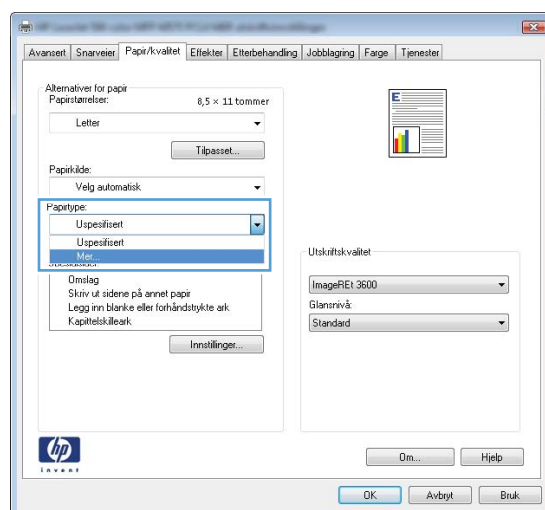 Avansert Snarveier Papir/kvalitet Effekter Etterbehandling Jobblagring Farge Tjenester
Alternativer for papir
Papirstørrelser: 8,5 × 11 tommer
Letter
Tilpasset...
Papirkilde:
Velg automatisk
Papirtype:
Uspesifisert
Uspesifisert
Mer...
Omslag
Skriv ut sidene på annet papir
Legg inn blanke eller forhåndstrykte ark
Kapittelskilleark
Innstillinger...
E
Utskriftskvalitet
ImageREt 3600
Glansnivå:
Standard
hp
invent
Om... Hjelp
OK Avbryt Bruk